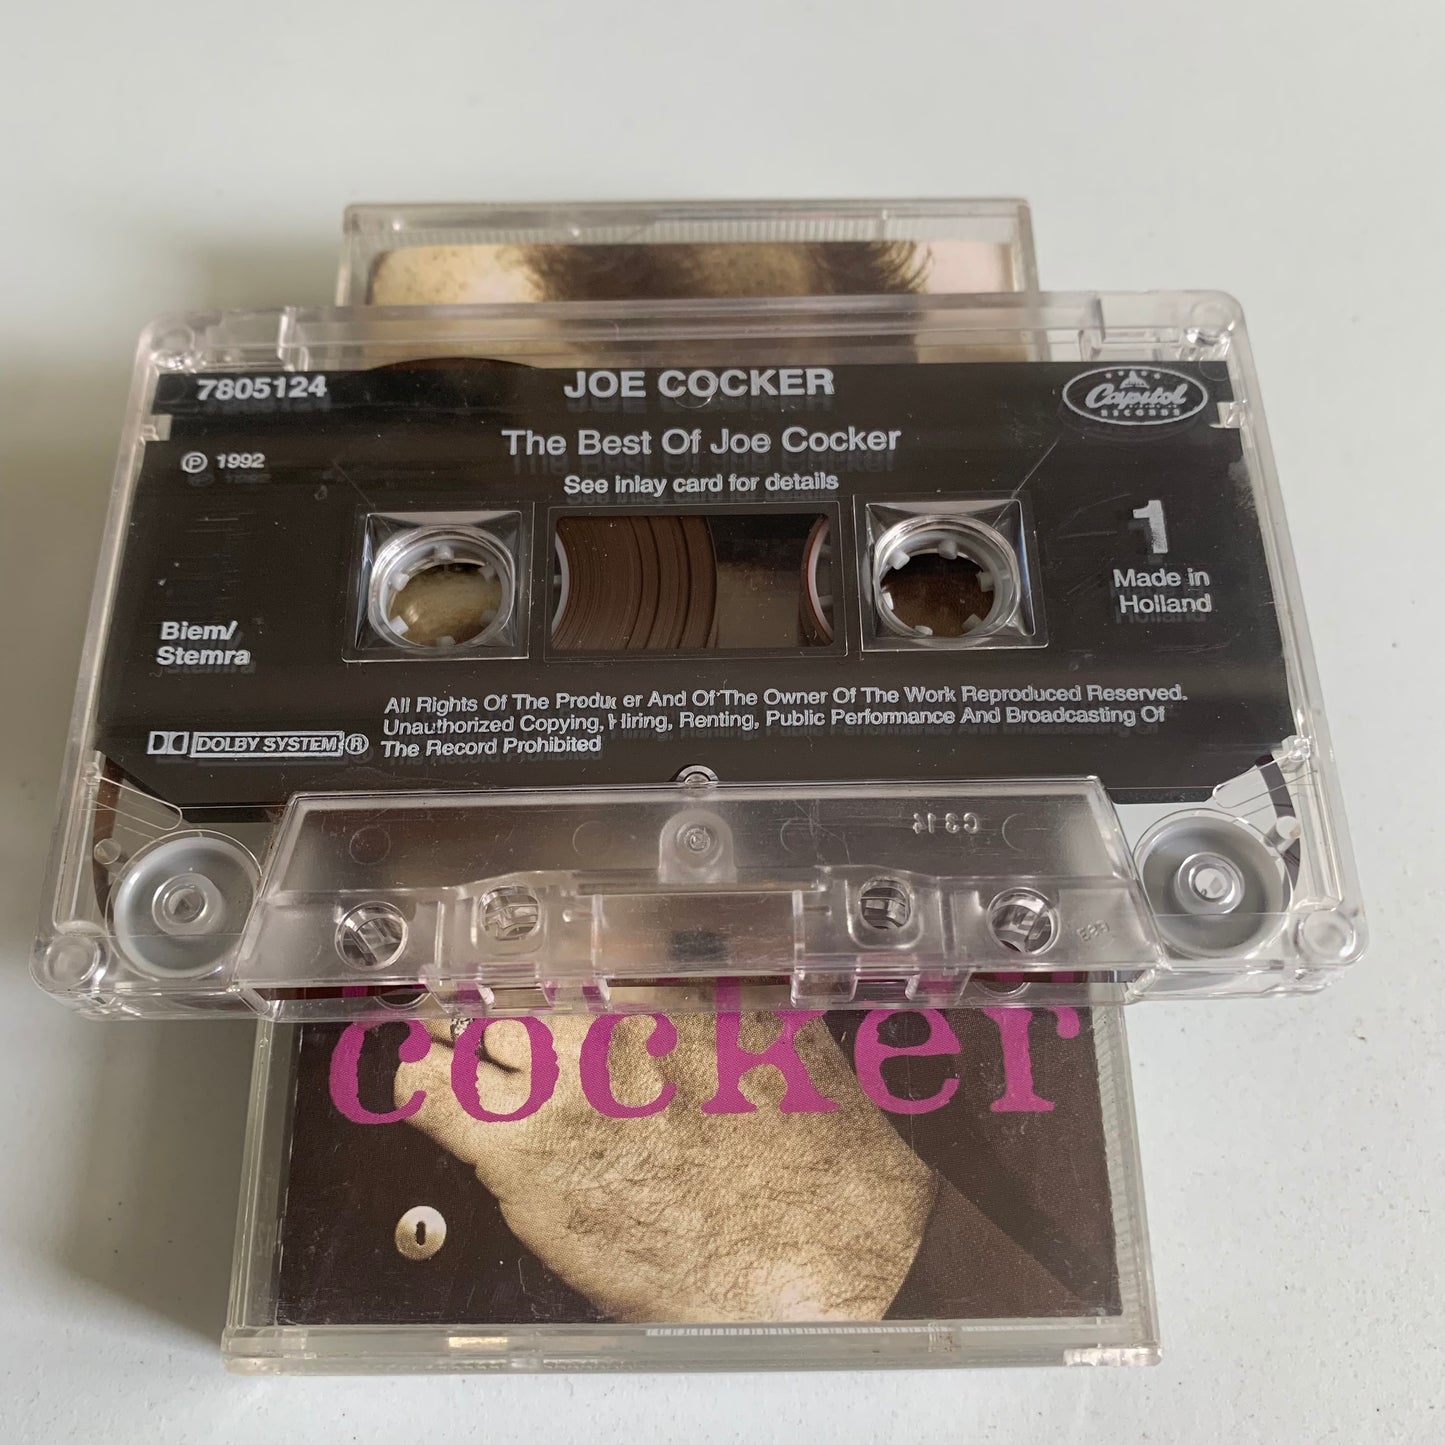 7805124
JOE COCKER
Capitol
RECORDS
The Best Of Joe Cocker
℗ 1992
See inlay card for details
1
Made in
Holland
Biem/
Stemra
All Rights Of The Produc er And Of The Owner Of The Work Reproduced Reserved.
Unauthorized Copying, Hiring, Renting, Public Performance And Broadcasting Of
The Record Prohibited
DOLBY SYSTEM ®
cocker